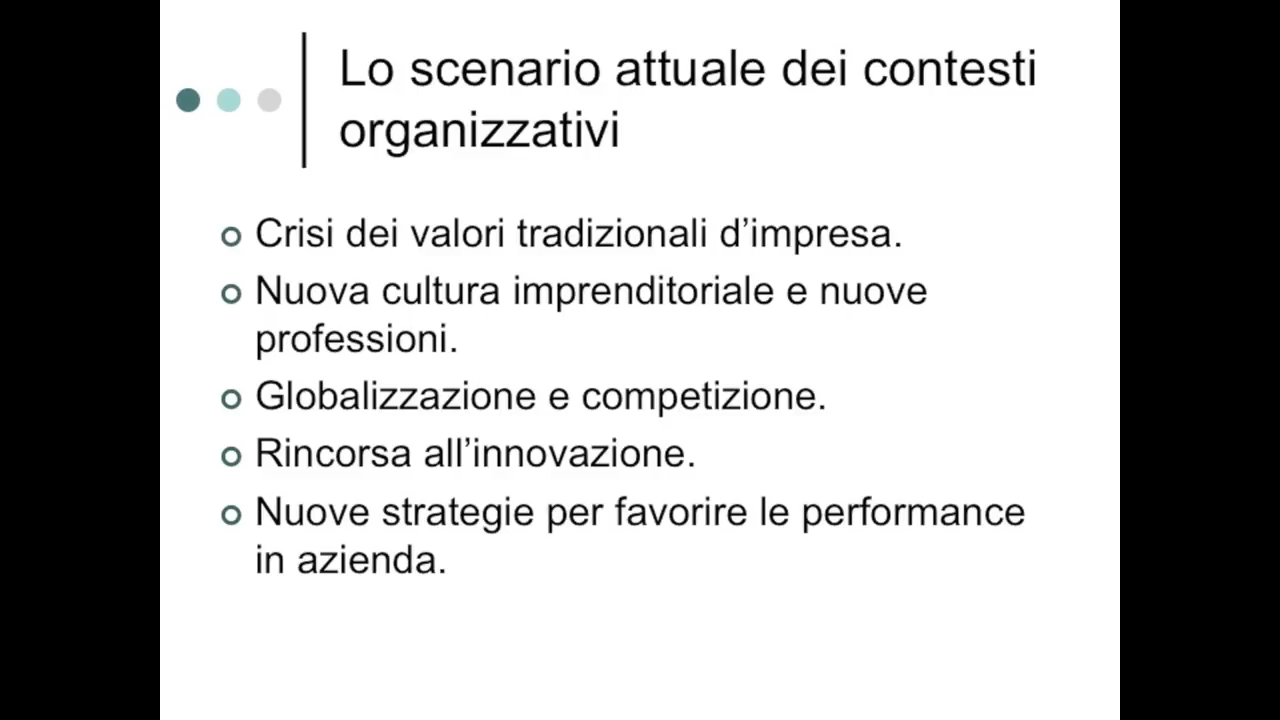 Lo scenario attuale dei contesti
organizzativi
Crisi dei valori tradizionali d’impresa.
Nuova cultura imprenditoriale e nuove
professioni.
Globalizzazione e competizione.
Rincorsa all’innovazione.
Nuove strategie per favorire le performance
in azienda.